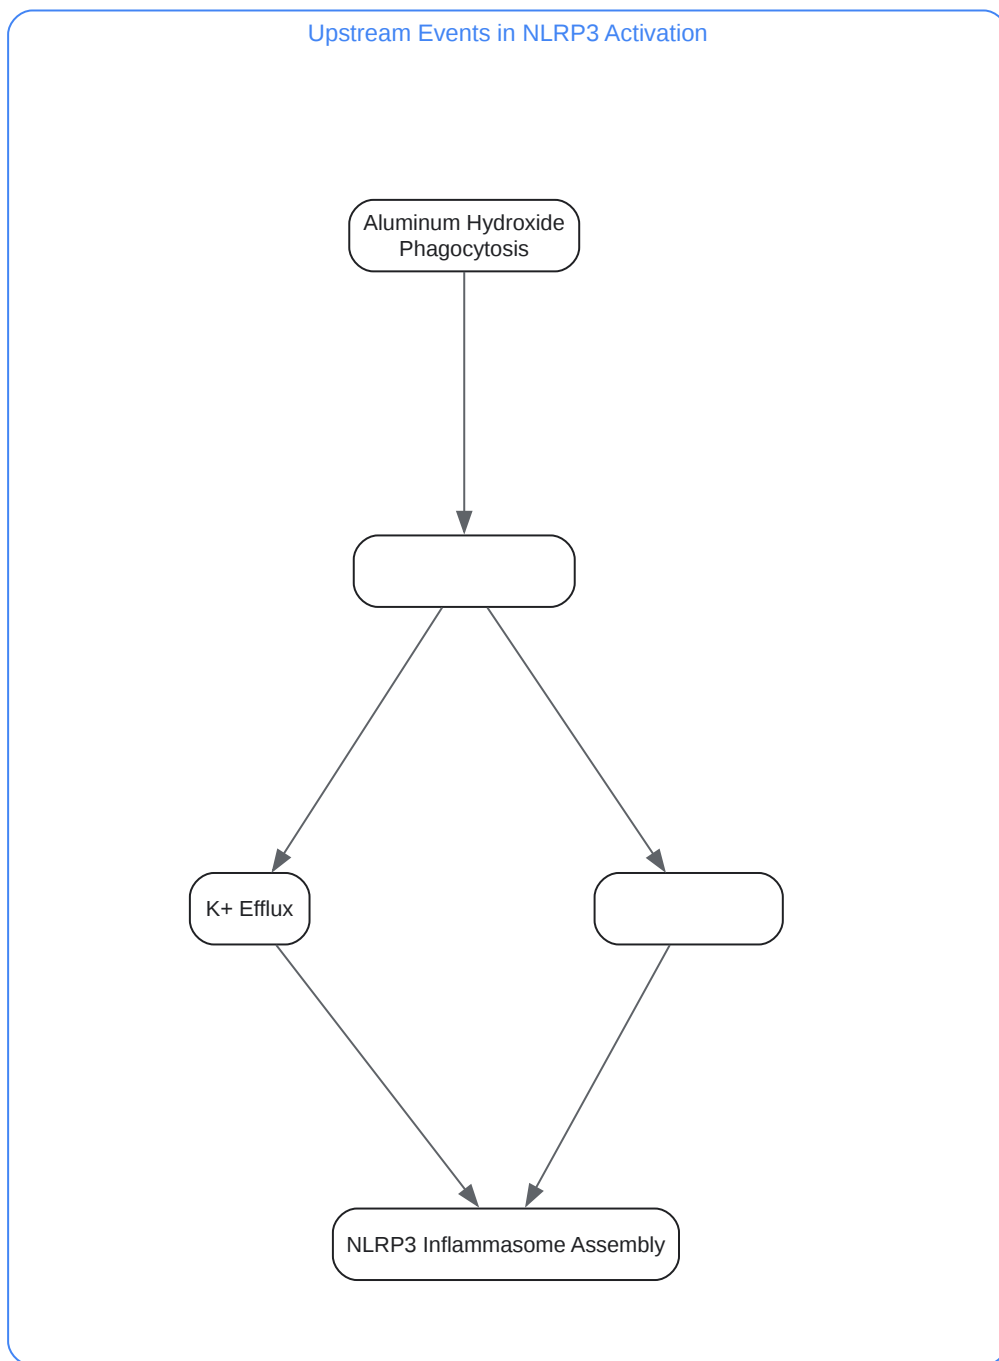 Upstream Events in NLRP3 Activation
Aluminum Hydroxide
Phagocytosis
K+ Efflux
NLRP3 Inflammasome Assembly